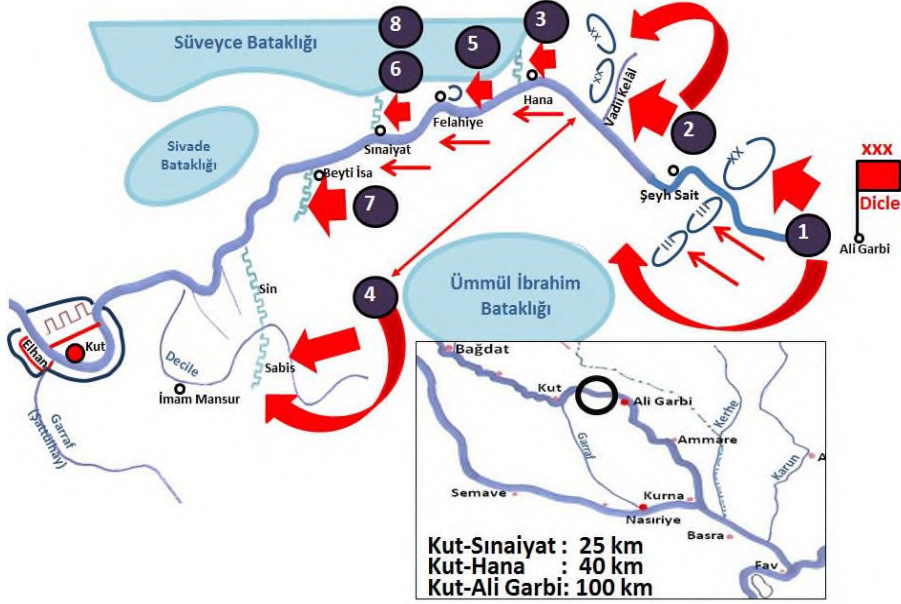 8
3
Süveyce Bataklığı
5
6
xx
xx
Hana
Vadii Kelâl
Felahiye
2
Sınaiyat
Sivade
Bataklığı
Beyti İsa
XX
xxx
7
Şeyh Sait
III
III
1
Dicle
Ali Garbi
4
Ümmül İbrahim
Bataklığı
Sin
Elhan
Kut
Decile
Sabis
İmam Mansur
Garraf
(Şattülhay)
Bağdat
Kut
Ali Garbi
Kerhe
Garraf
Ammare
Karun
A
Semave
Kurna
Nasıriye
Basra
Fav
Kut-Sınaiyat : 25 km
Kut-Hana : 40 km
Kut-Ali Garbi: 100 km